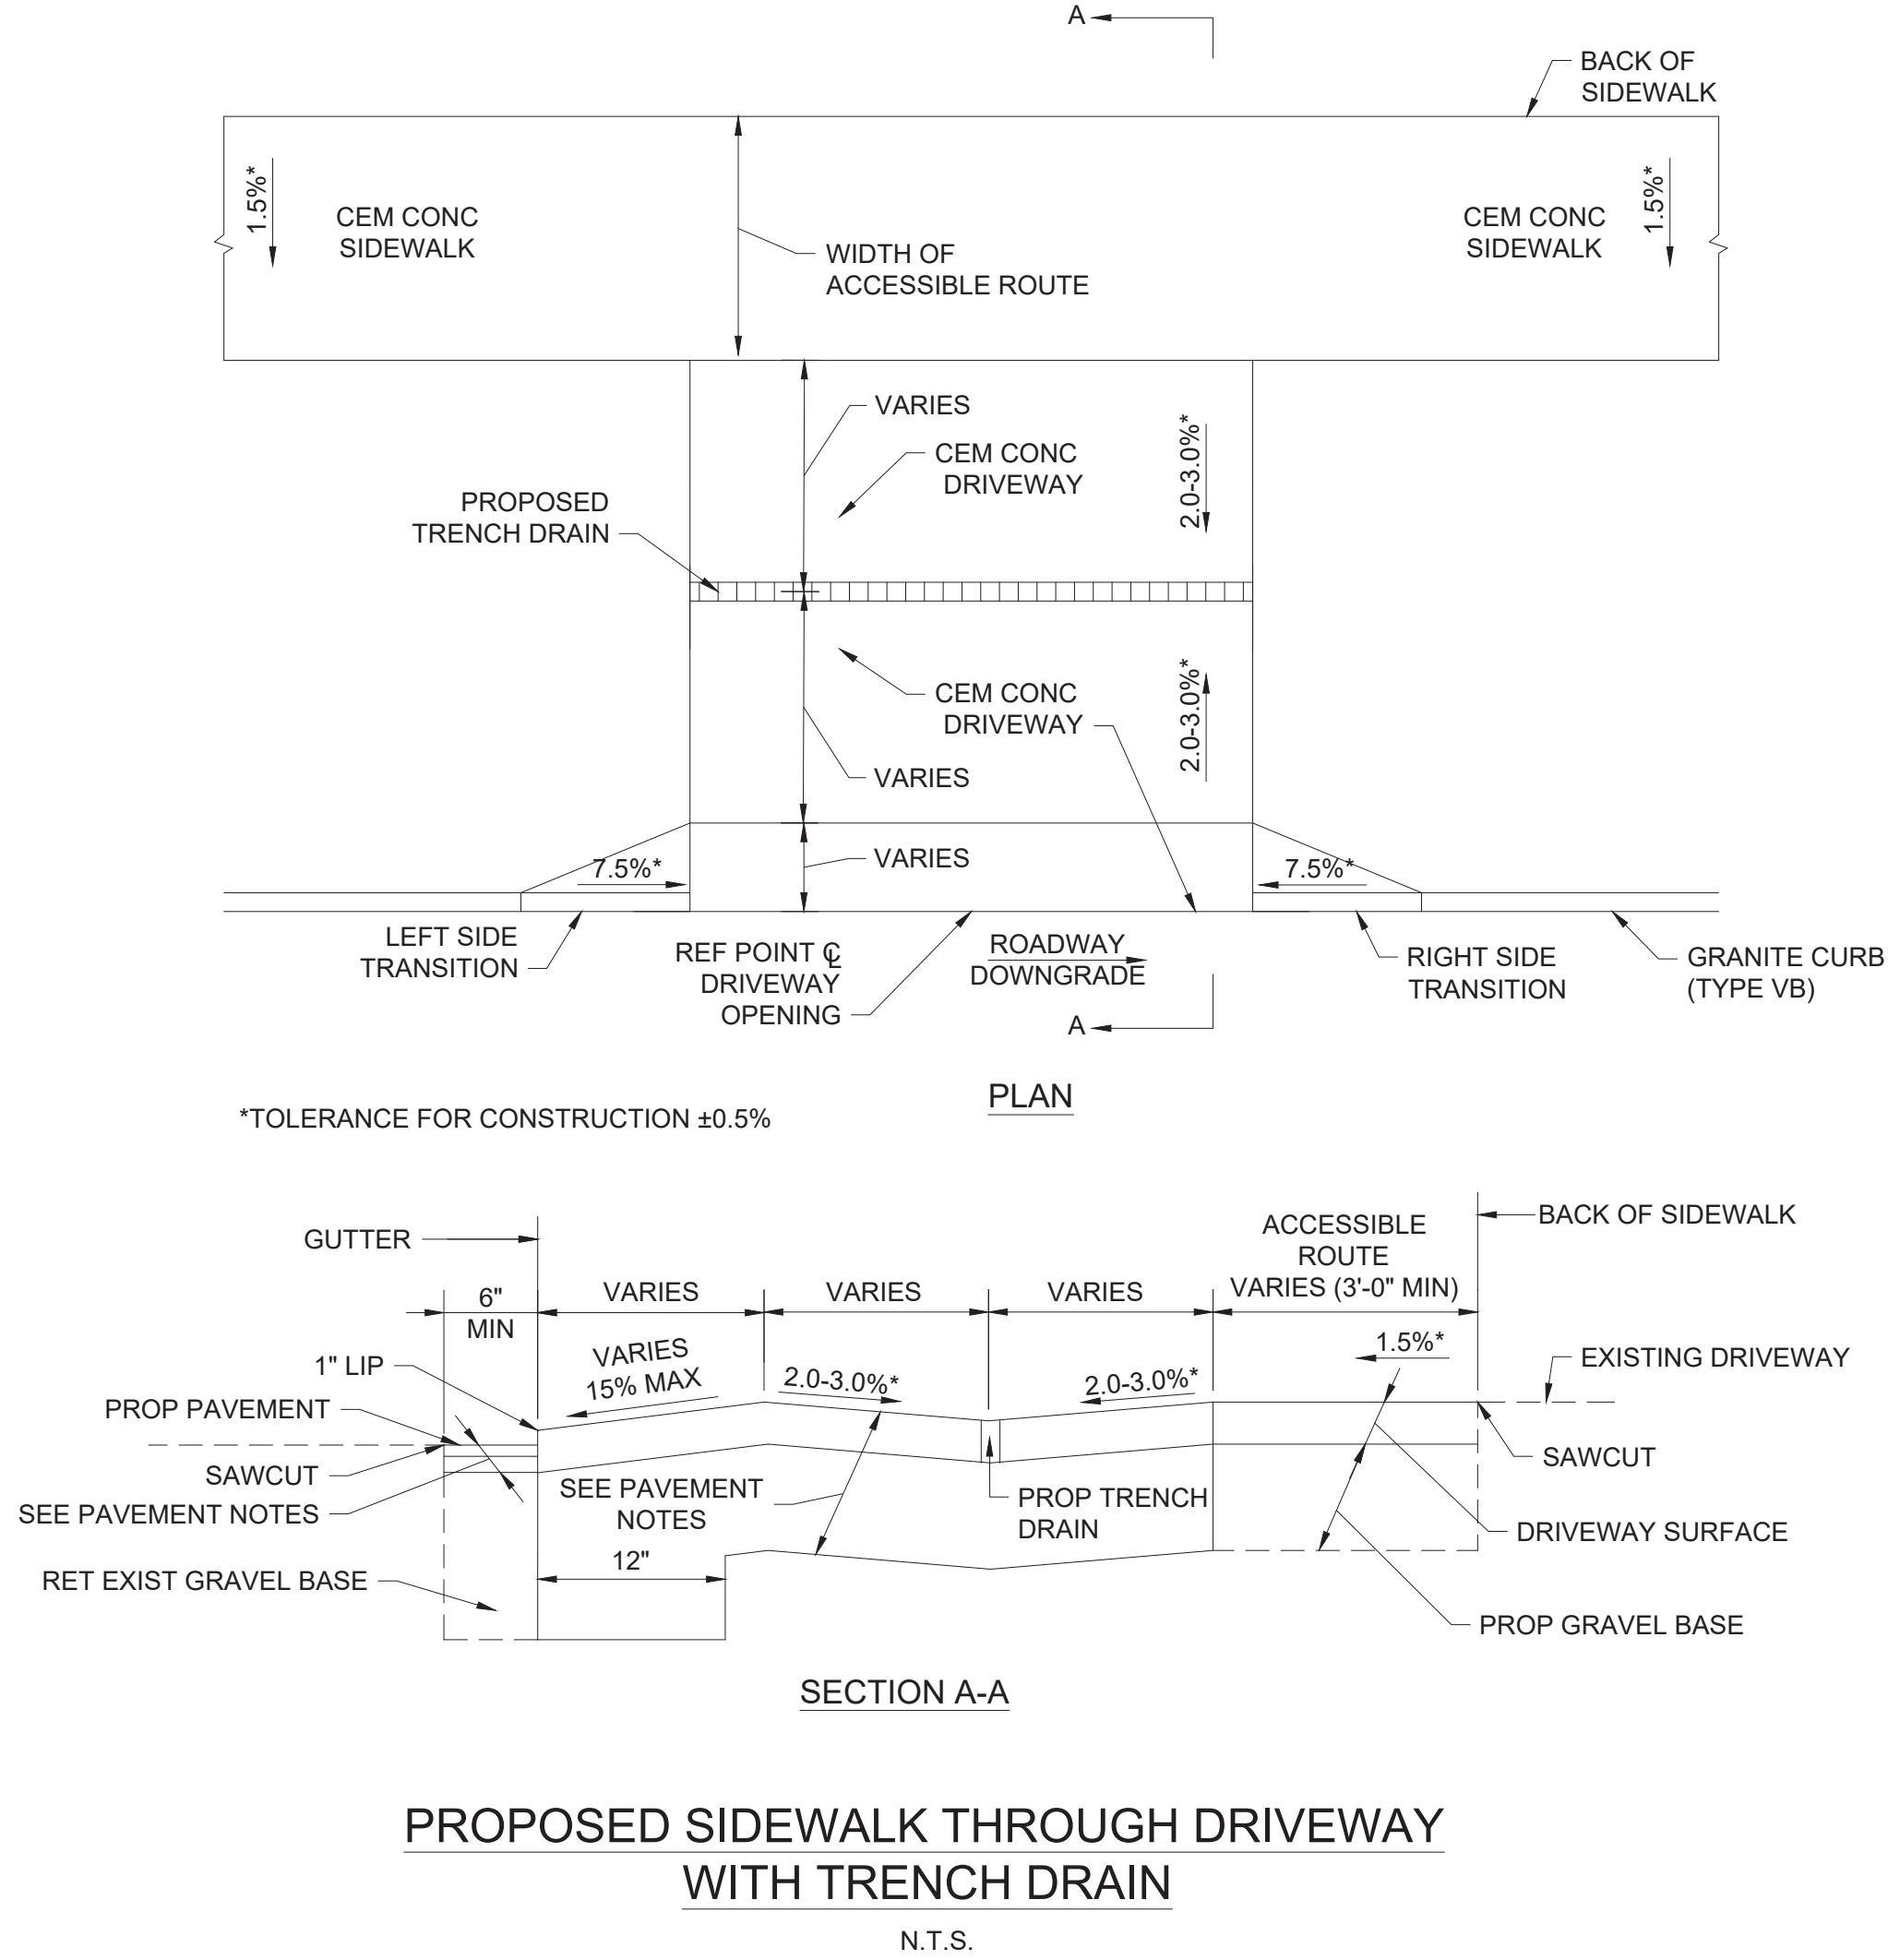 A
BACK OF
SIDEWALK
1.5%*
CEM CONC
SIDEWALK
WIDTH OF
ACCESSIBLE ROUTE
CEM CONC
SIDEWALK
1.5%*
VARIES
CEM CONC
DRIVEWAY
2.0-3.0%*
PROPOSED
TRENCH DRAIN
CEM CONC
DRIVEWAY
2.0-3.0%*
VARIES
VARIES
7.5%*
7.5%*
LEFT SIDE
TRANSITION
REF POINT ℄
DRIVEWAY
OPENING
ROADWAY
DOWNGRADE
RIGHT SIDE
TRANSITION
GRANITE CURB
(TYPE VB)
A
PLAN
*TOLERANCE FOR CONSTRUCTION ±0.5%
GUTTER
6"
MIN
VARIES
VARIES
VARIES
ACCESSIBLE
ROUTE
VARIES (3'-0" MIN)
BACK OF SIDEWALK
1" LIP
VARIES
15% MAX
2.0-3.0%*
2.0-3.0%*
1.5%*
EXISTING DRIVEWAY
PROP PAVEMENT
SAWCUT
SEE PAVEMENT NOTES
SEE PAVEMENT
NOTES
PROP TRENCH
DRAIN
SAWCUT
DRIVEWAY SURFACE
RET EXIST GRAVEL BASE
12"
PROP GRAVEL BASE
SECTION A-A
PROPOSED SIDEWALK THROUGH DRIVEWAY
WITH TRENCH DRAIN
N.T.S.